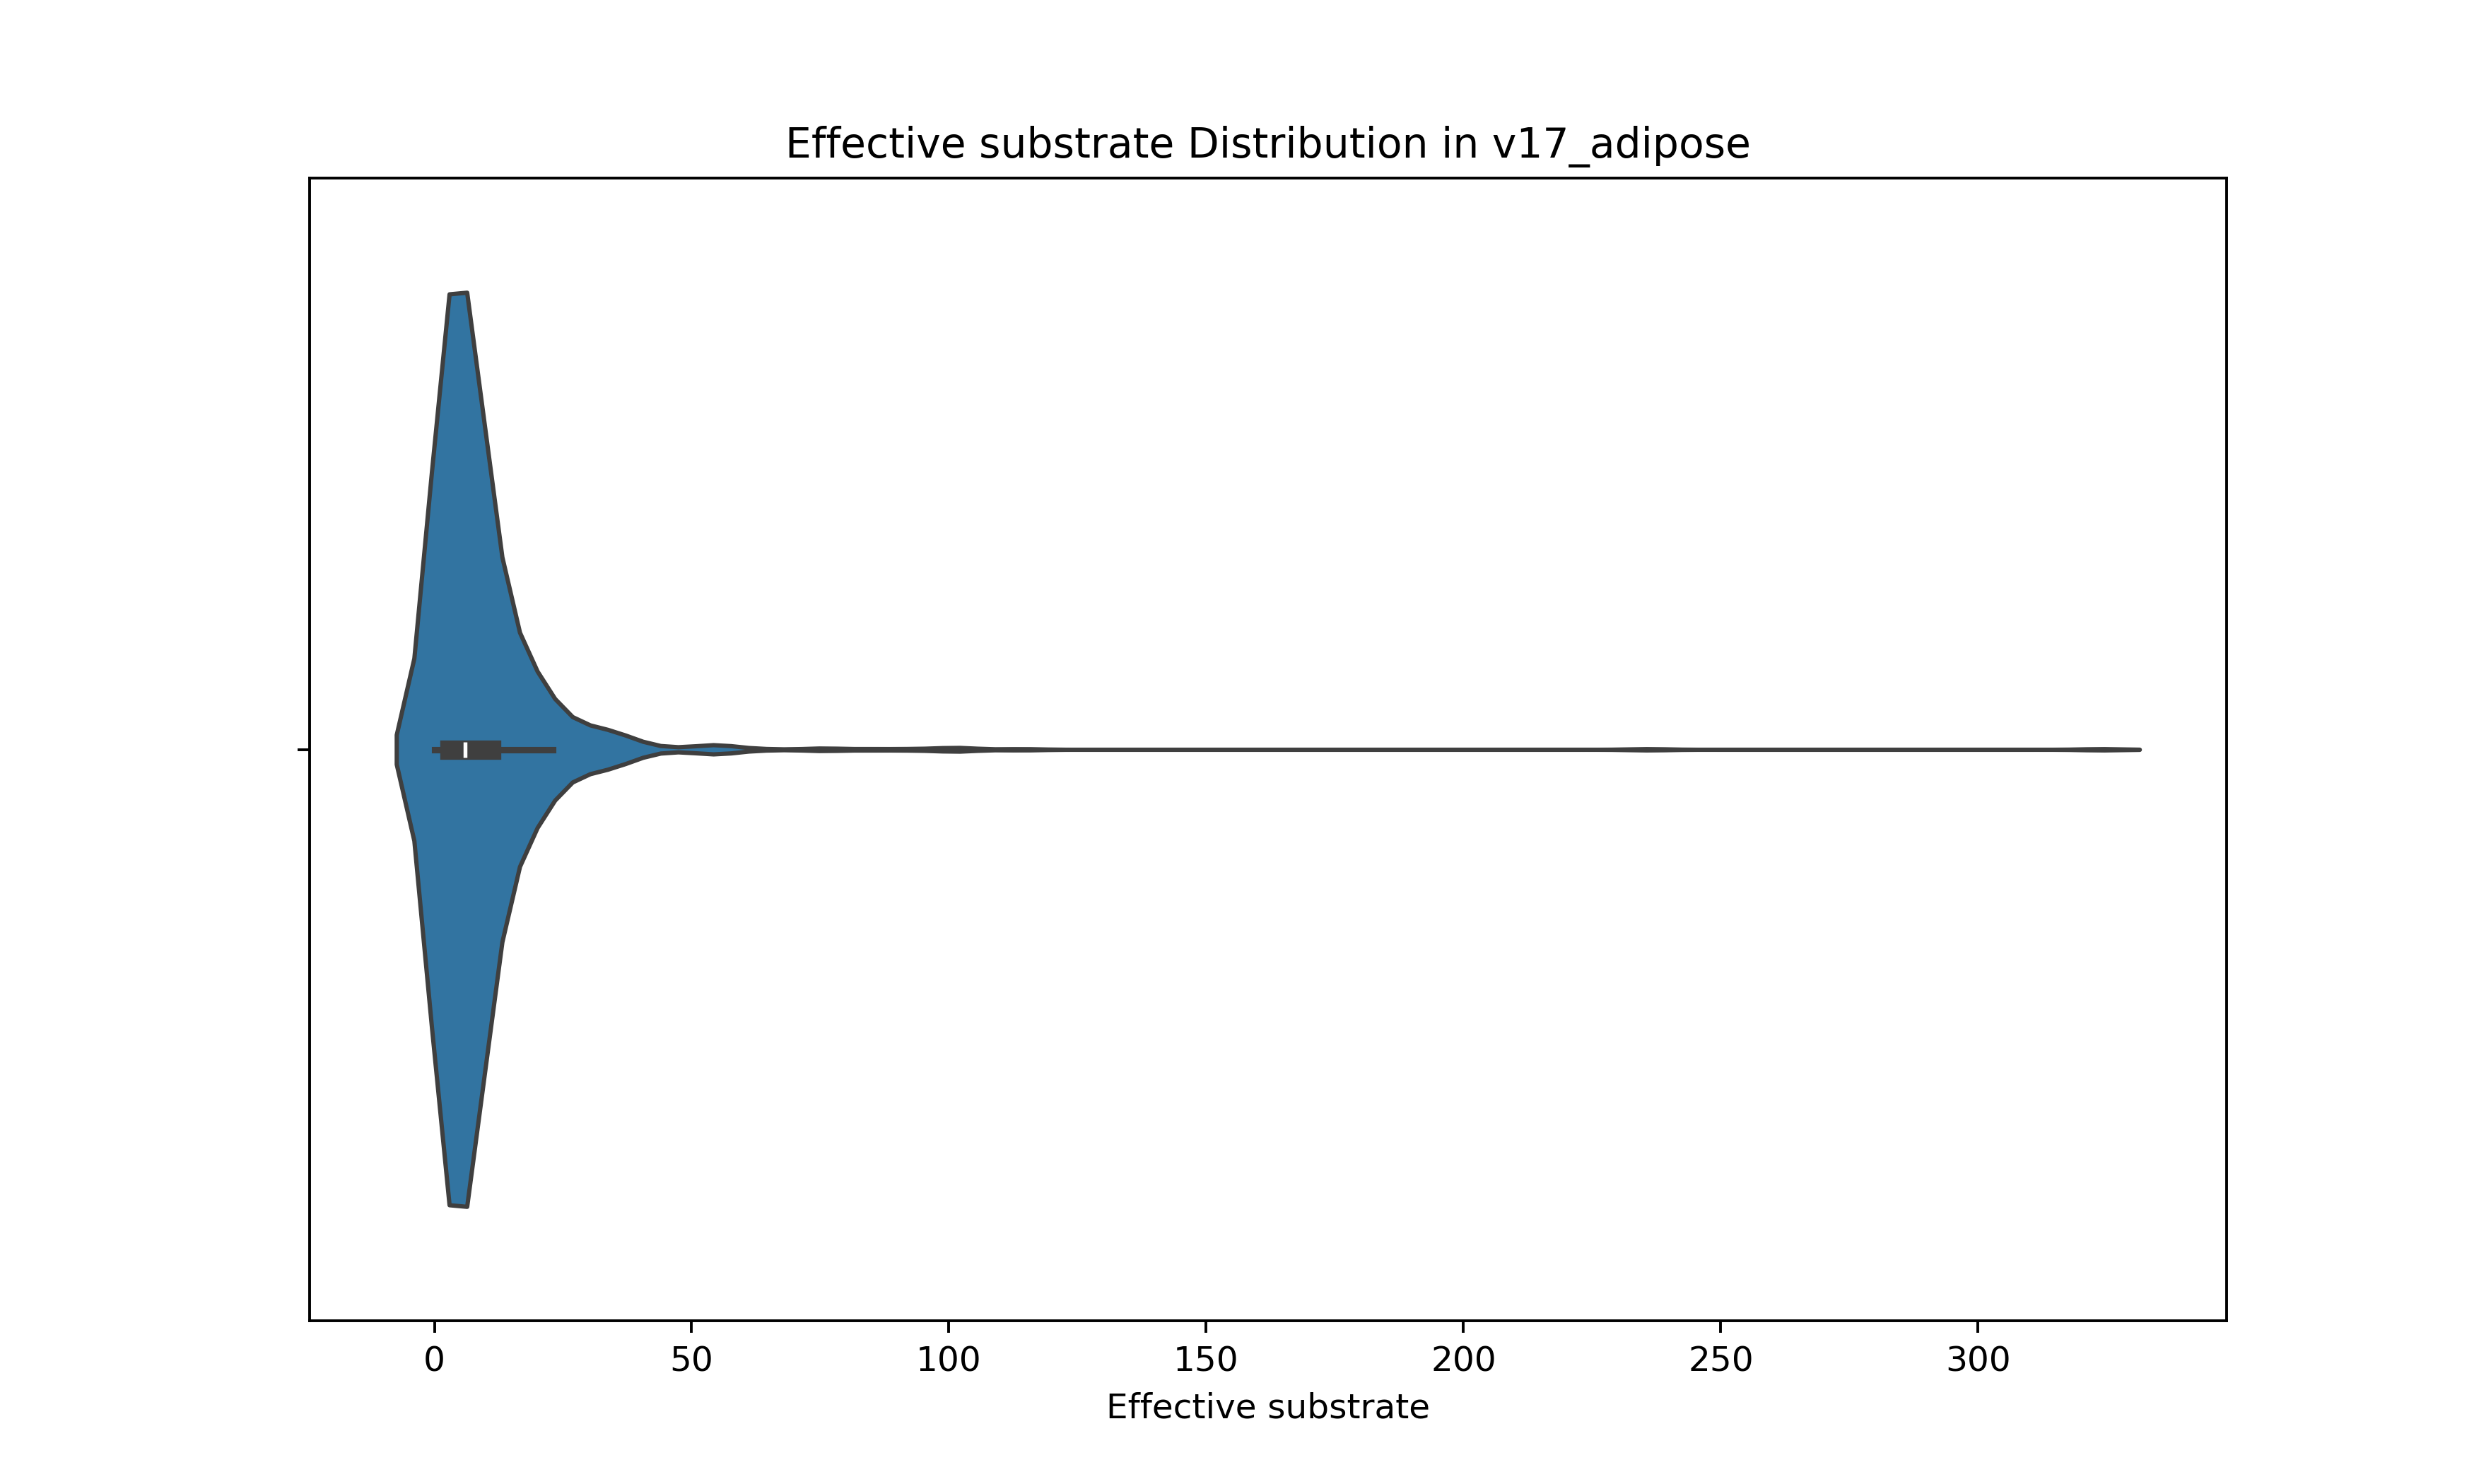 Effective substrate Distribution in v17_adipose
0 50 100 150 200 250 300
Effective substrate